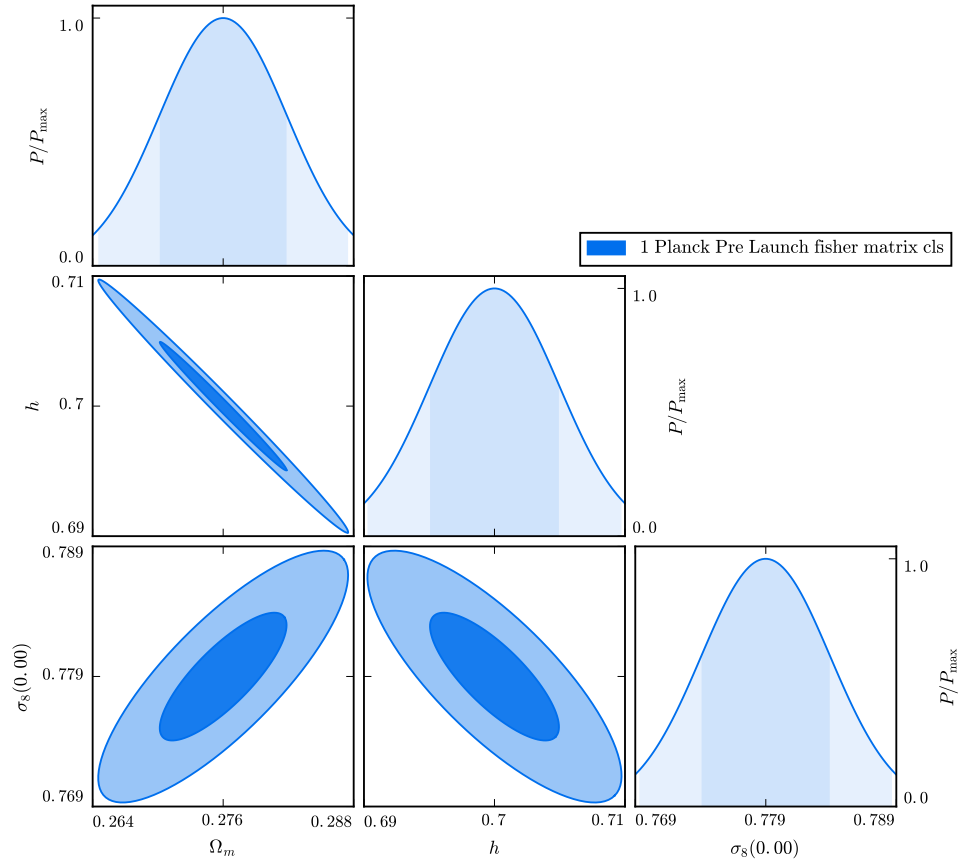 1.0
P/P_max
0.0
1 Planck Pre Launch fisher matrix cls
0.71
h
0.7
0.69
1.0
P/P_max
0.0
0.789
σ_8(0.00)
0.779
0.769
1.0
P/P_max
0.0
0.264 0.276 0.288
Ω_m
0.69 0.7 0.71
h
0.769 0.779 0.789
σ_8(0.00)